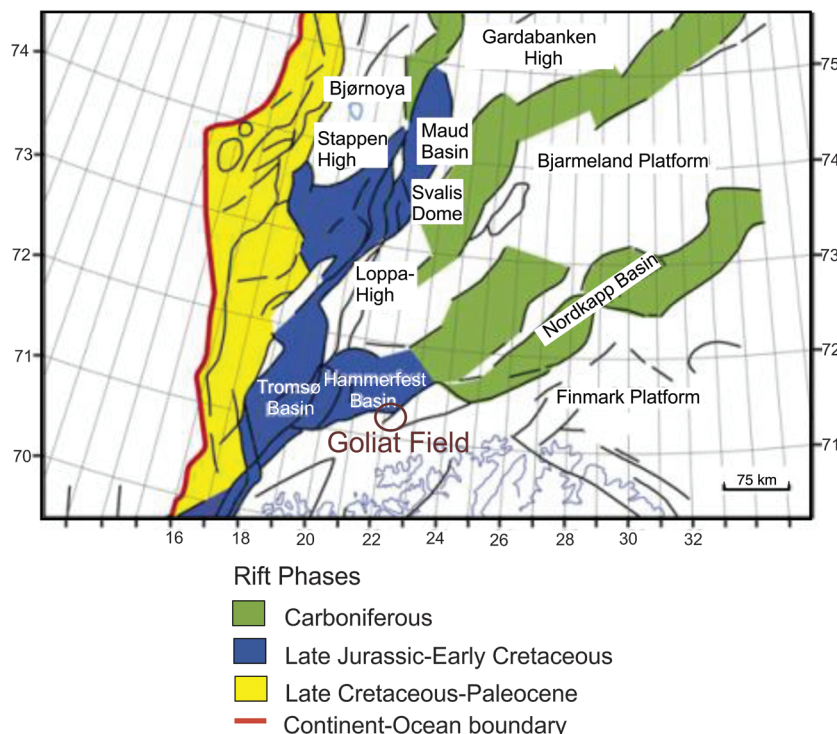 74
73
72
71
70
75
74
73
72
71
Gardabanken
High
Bjørnoya
Stappen
High
Maud
Basin
Bjarmeland Platform
Svalis
Dome
Loppa-
High
Nordkapp Basin
Tromsø
Basin
Hammerfest
Basin
Finmark Platform
Goliat Field
75 km
16
18
20
22
24
26
28
30
32
Rift Phases
Carboniferous
Late Jurassic-Early Cretaceous
Late Cretaceous-Paleocene
Continent-Ocean boundary